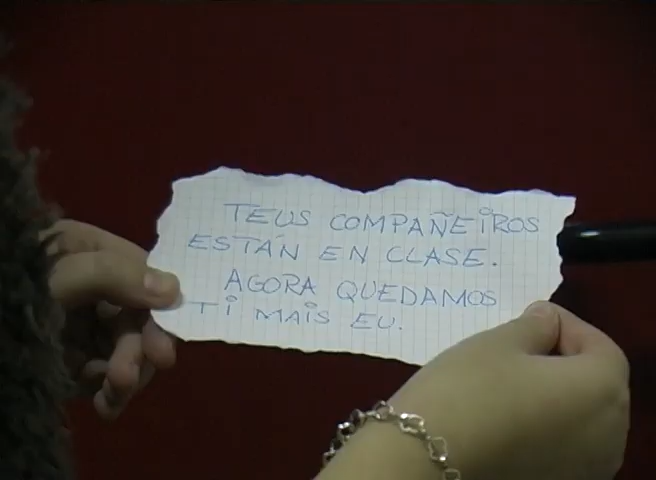 TEUS COMPAÑEIROS
ESTÁN EN CLASE.
AGORA QUEDAMOS
TI MAIS EU.